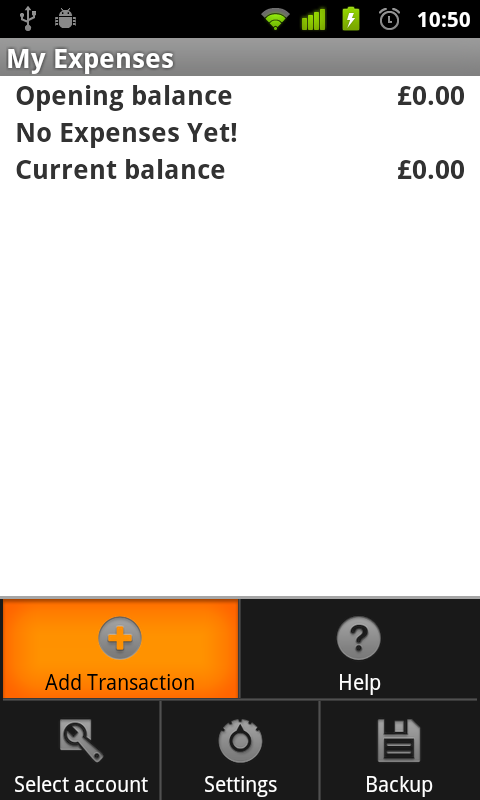 10:50
My Expenses
Opening balance £0.00
No Expenses Yet!
Current balance £0.00
Add Transaction Help
Select account Settings Backup